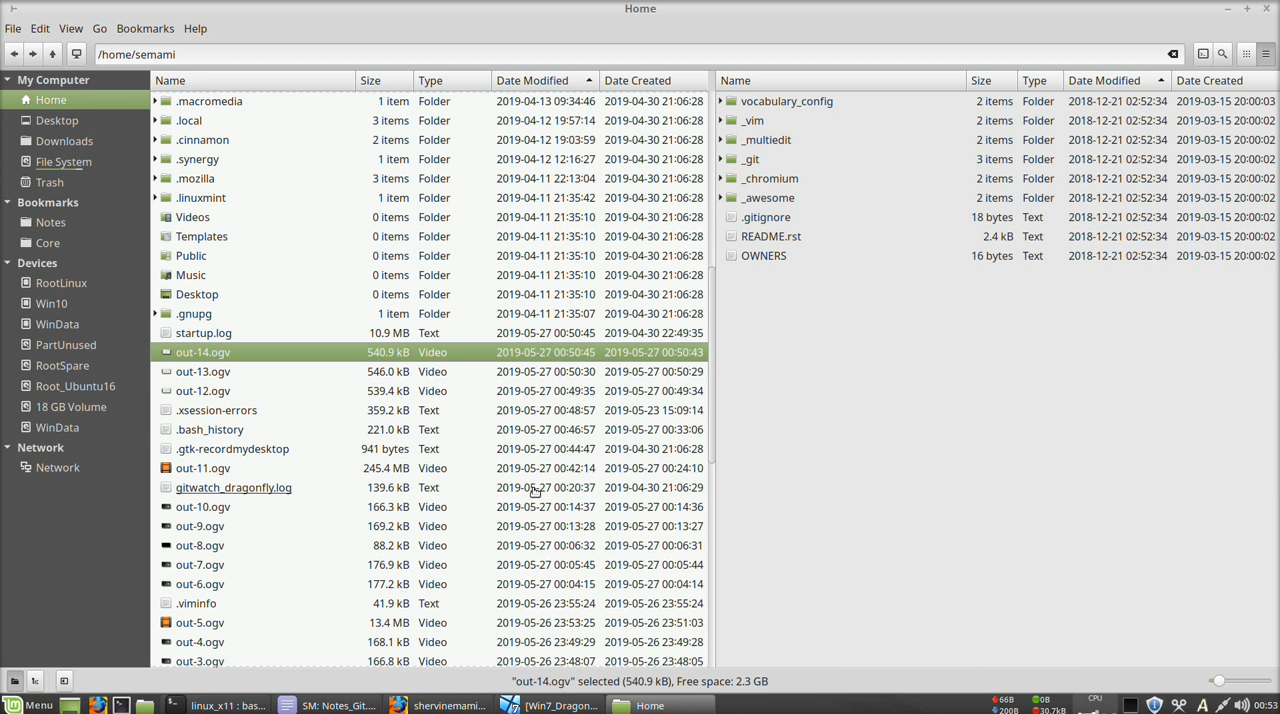 Home
File Edit View Go Bookmarks Help
/home/semami
My Computer
Home
Desktop
Downloads
File System
Trash
Bookmarks
Notes
Core
Devices
RootLinux
Win10
WinData
PartUnused
RootSpare
Root_Ubuntu16
18 GB Volume
WinData
Network
Network
Name Size Type Date Modified Date Created
.macromedia 1 item Folder 2019-04-13 09:34:46 2019-04-30 21:06:28
.local 3 items Folder 2019-04-12 19:57:14 2019-04-30 21:06:28
.cinnamon 2 items Folder 2019-04-12 19:03:59 2019-04-30 21:06:28
.synergy 1 item Folder 2019-04-12 12:16:27 2019-04-30 21:06:28
.mozilla 3 items Folder 2019-04-11 22:13:04 2019-04-30 21:06:28
.linuxmint 1 item Folder 2019-04-11 21:35:42 2019-04-30 21:06:28
Videos 0 items Folder 2019-04-11 21:35:10 2019-04-30 21:06:28
Templates 0 items Folder 2019-04-11 21:35:10 2019-04-30 21:06:28
Public 0 items Folder 2019-04-11 21:35:10 2019-04-30 21:06:28
Music 0 items Folder 2019-04-11 21:35:10 2019-04-30 21:06:28
Desktop 0 items Folder 2019-04-11 21:35:10 2019-04-30 21:06:28
.gnupg 1 item Folder 2019-04-11 21:35:07 2019-04-30 21:06:28
startup.log 10.9 MB Text 2019-05-27 00:50:45 2019-04-30 22:49:35
out-14.ogv 540.9 kB Video 2019-05-27 00:50:45 2019-05-27 00:50:43
out-13.ogv 546.0 kB Video 2019-05-27 00:50:30 2019-05-27 00:50:29
out-12.ogv 539.4 kB Video 2019-05-27 00:49:35 2019-05-27 00:49:34
.xsession-errors 359.2 kB Text 2019-05-27 00:48:57 2019-05-23 15:09:14
.bash_history 221.0 kB Text 2019-05-27 00:46:57 2019-05-27 00:33:06
.gtk-recordmydesktop 941 bytes Text 2019-05-27 00:44:47 2019-04-30 21:06:28
out-11.ogv 245.4 MB Video 2019-05-27 00:42:14 2019-05-27 00:24:10
gitwatch_dragonfly.log 139.6 kB Text 2019-05-27 00:20:37 2019-04-30 21:06:29
out-10.ogv 166.3 kB Video 2019-05-27 00:14:37 2019-05-27 00:14:36
out-9.ogv 169.2 kB Video 2019-05-27 00:13:28 2019-05-27 00:13:27
out-8.ogv 88.2 kB Video 2019-05-27 00:06:32 2019-05-27 00:06:31
out-7.ogv 176.9 kB Video 2019-05-27 00:05:45 2019-05-27 00:05:44
out-6.ogv 177.2 kB Video 2019-05-27 00:04:15 2019-05-27 00:04:14
.viminfo 41.9 kB Text 2019-05-26 23:55:24 2019-05-26 23:55:24
out-5.ogv 13.4 MB Video 2019-05-26 23:53:25 2019-05-26 23:51:03
out-4.ogv 168.1 kB Video 2019-05-26 23:49:29 2019-05-26 23:49:28
out-3.ogv 166.8 kB Video 2019-05-26 23:48:07 2019-05-26 23:48:05
Name Size Type Date Modified Date Created
vocabulary_config 2 items Folder 2018-12-21 02:52:34 2019-03-15 20:00:03
_vim 2 items Folder 2018-12-21 02:52:34 2019-03-15 20:00:02
_multiedit 2 items Folder 2018-12-21 02:52:34 2019-03-15 20:00:02
_git 3 items Folder 2018-12-21 02:52:34 2019-03-15 20:00:02
_chromium 2 items Folder 2018-12-21 02:52:34 2019-03-15 20:00:02
_awesome 2 items Folder 2018-12-21 02:52:34 2019-03-15 20:00:02
.gitignore 18 bytes Text 2018-12-21 02:52:34 2019-03-15 20:00:02
README.rst 2.4 kB Text 2018-12-21 02:52:34 2019-03-15 20:00:02
OWNERS 16 bytes Text 2018-12-21 02:52:34 2019-03-15 20:00:02
"out-14.ogv" selected (540.9 kB), Free space: 2.3 GB
Menu linux_x11 : bas... SM: Notes_Git.... shervinemami... [Win7_Dragon... Home 66B 200B 0B 30.7kB CPU A 00:53